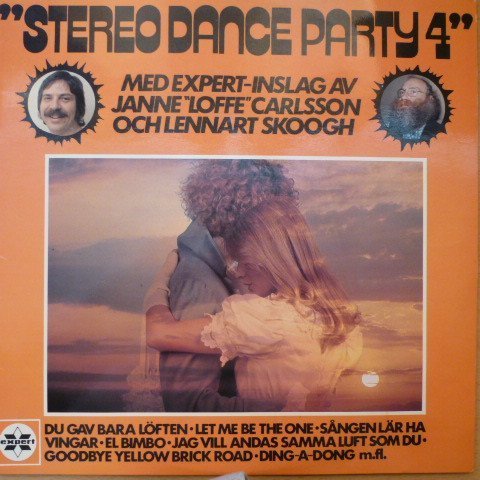 "STEREO DANCE PARTY 4"
MED EXPERT-INSLAG AV
JANNE "LOFFE" CARLSSON
OCH LENNART SKOOGH
DU GAV BARA LÖFTEN · LET ME BE THE ONE · SÅNGEN LÄR HA
VINGAR · EL BIMBO · JAG VILL ANDAS SAMMA LUFT SOM DU ·
GOODBYE YELLOW BRICK ROAD · DING-A-DONG m.fl.
expert